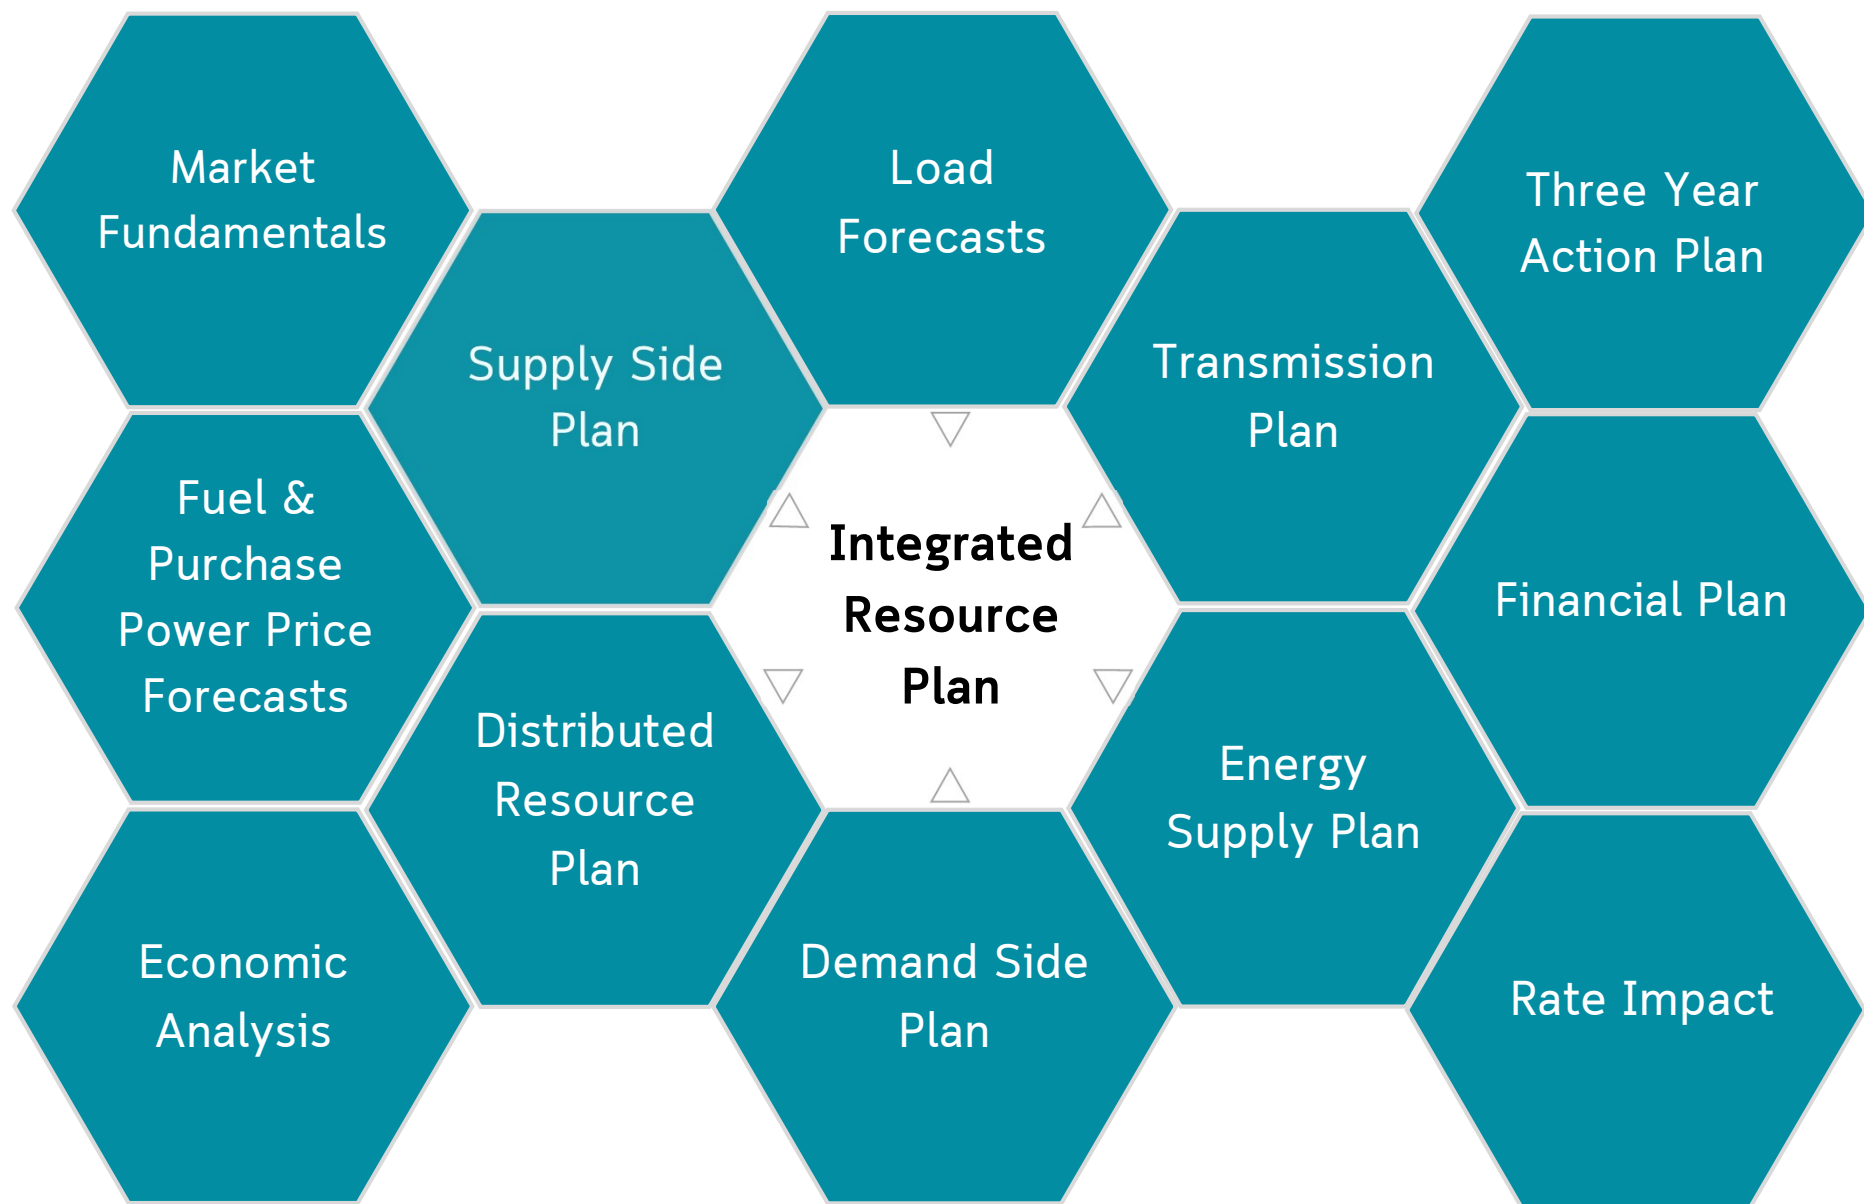 Market
Fundamentals
Supply Side
Plan
Load
Forecasts
Transmission
Plan
Three Year
Action Plan
Fuel &
Purchase
Power Price
Forecasts
Integrated
Resource
Plan
Financial Plan
Distributed
Resource
Plan
Energy
Supply Plan
Economic
Analysis
Demand Side
Plan
Rate Impact